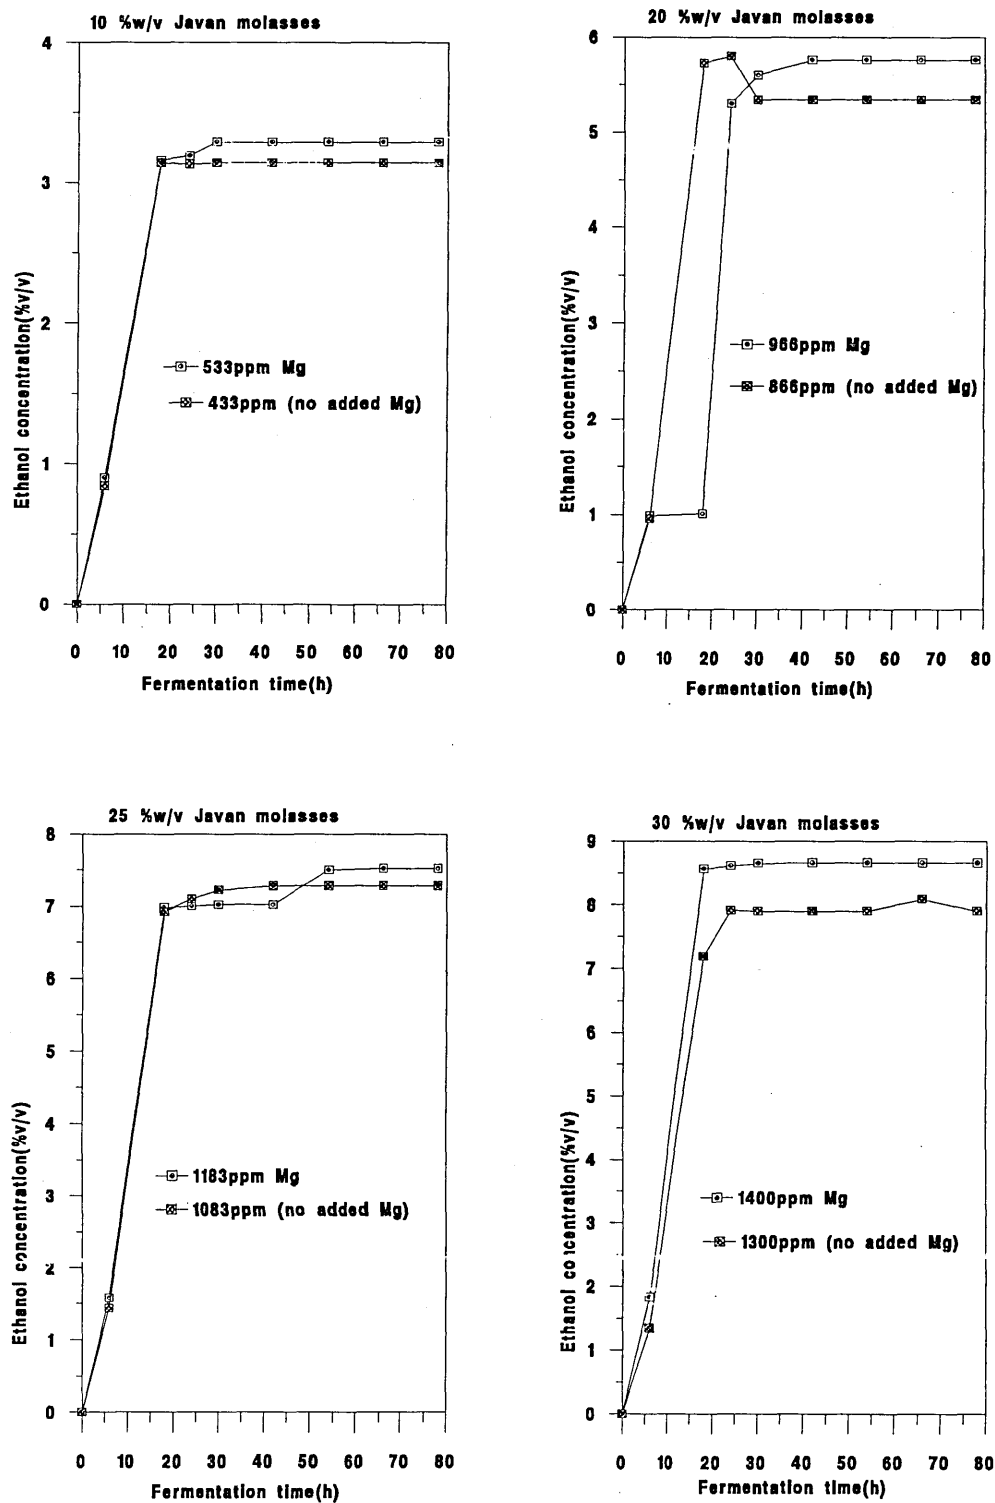 10 %w/v Javan molasses
4
3
2
1
0
Ethanol concentration(%v/v)
533ppm Mg
433ppm (no added Mg)
0 10 20 30 40 50 60 70 80
Fermentation time(h)
20 %w/v Javan molasses
6
5
4
3
2
1
0
Ethanol concentration(%v/v)
966ppm Mg
866ppm (no added Mg)
0 10 20 30 40 50 60 70 80
Fermentation time(h)
25 %w/v Javan molasses
8
7
6
5
4
3
2
1
0
Ethanol concentration(%v/v)
1183ppm Mg
1083ppm (no added Mg)
0 10 20 30 40 50 60 70 80
Fermentation time(h)
30 %w/v Javan molasses
9
8
7
6
5
4
3
2
1
0
Ethanol concentration(%v/v)
1400ppm Mg
1300ppm (no added Mg)
0 10 20 30 40 50 60 70 80
Fermentation time(h)